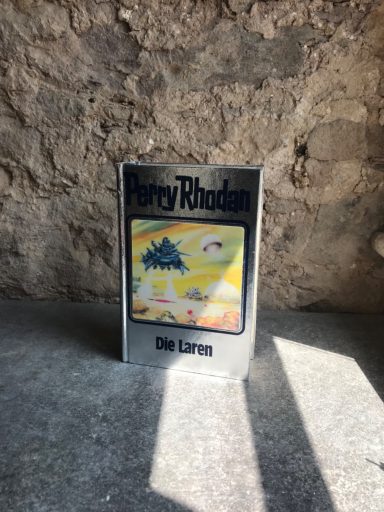 Perry Rhodan
Die Laren